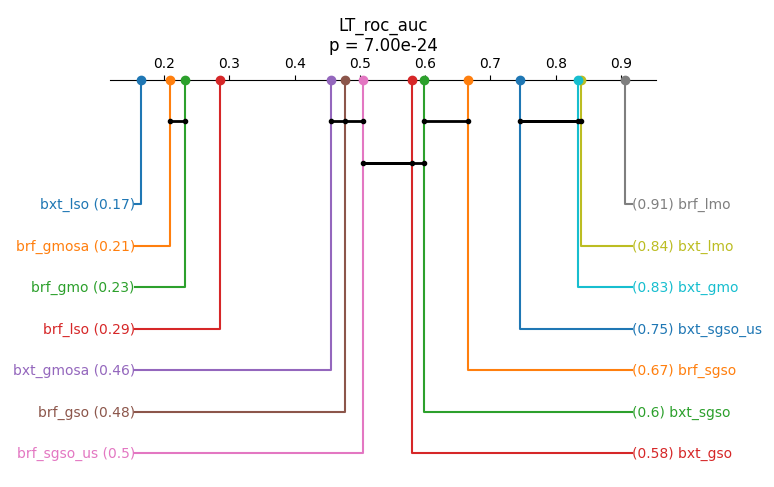 LT_roc_auc
p = 7.00e-24
0.2 0.3 0.4 0.5 0.6 0.7 0.8 0.9
bxt_lso (0.17) (0.91) brf_lmo
brf_gmosa (0.21) (0.84) bxt_lmo
brf_gmo (0.23) (0.83) bxt_gmo
brf_lso (0.29) (0.75) bxt_sgso_us
bxt_gmosa (0.46) (0.67) brf_sgso
brf_gso (0.48) (0.6) bxt_sgso
brf_sgso_us (0.5) (0.58) bxt_gso